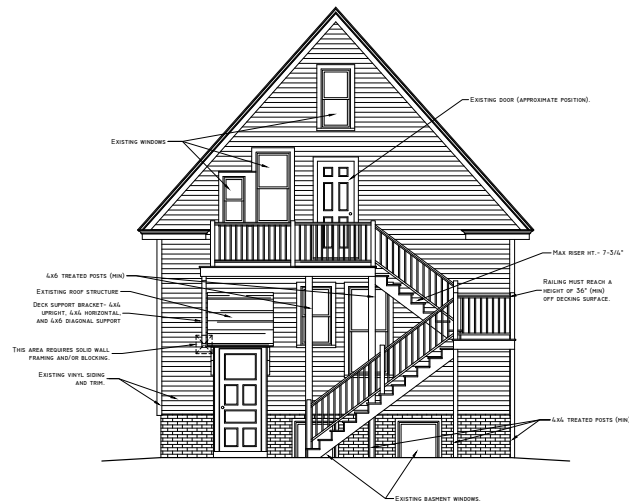 EXISTING DOOR (APPROXIMATE POSITION).
EXISTING WINDOWS
MAX RISER HT.- 7-3/4"
4X6 TREATED POSTS (MIN)
EXISTING ROOF STRUCTURE
DECK SUPPORT BRACKET- 4X4
UPRIGHT, 4X4 HORIZONTAL,
AND 4X6 DIAGONAL SUPPORT
RAILING MUST REACH A
HEIGHT OF 36" (MIN)
OFF DECKING SURFACE.
THIS AREA REQUIRES SOLID WALL
FRAMING AND/OR BLOCKING.
EXISTING VINYL SIDING
AND TRIM.
4X4 TREATED POSTS (MIN)
EXISTING BASMENT WINDOWS.